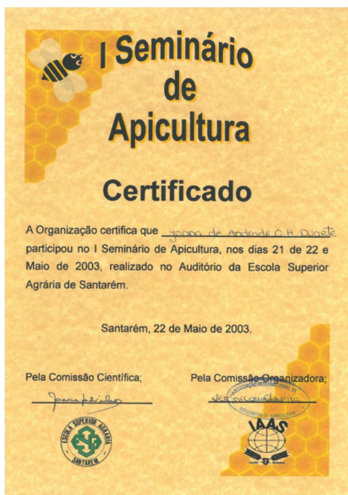 I Seminário
de
Apicultura
Certificado
A Organização certifica que Joana de Andrade O. H. Duarte
participou no I Seminário de Apicultura, nos dias 21 de 22 e
Maio de 2003, realizado no Auditório da Escola Superior
Agrária de Santarém.
Santarém, 22 de Maio de 2003.
Pela Comissão Científica;
Pela Comissão Organizadora;
ESCOLA SUPERIOR AGRÁRIA
SANTARÉM
IAAS